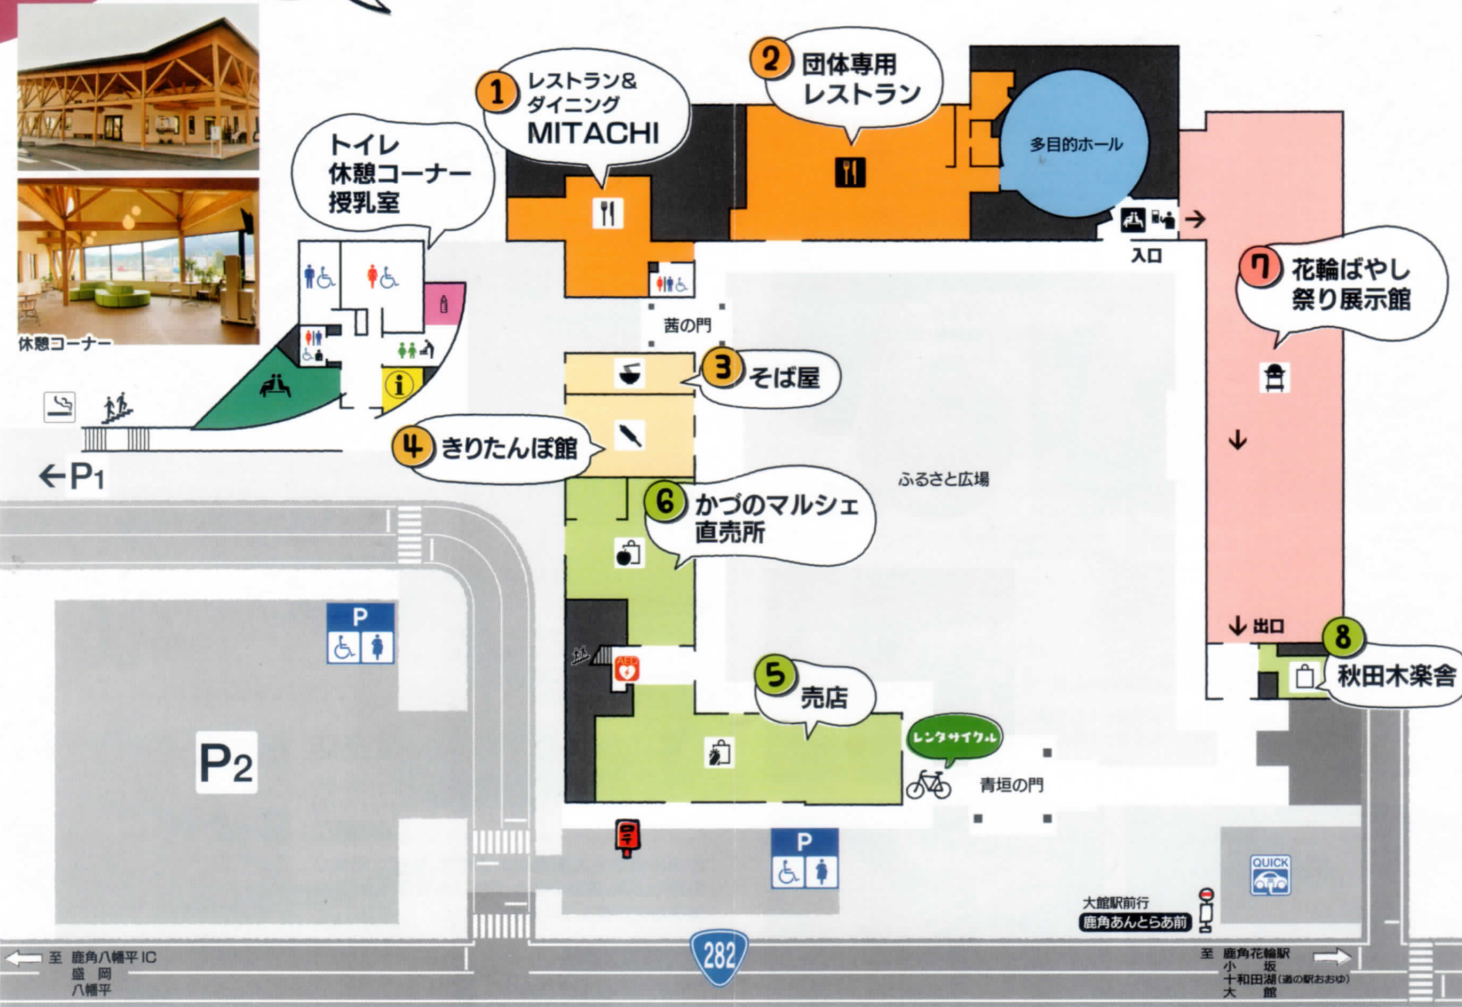 休憩コーナー
トイレ
休憩コーナー
授乳室
1
レストラン&
ダイニング
MITACHI
2
団体専用
レストラン
多目的ホール
入口
7
花輪ばやし
祭り展示館
茜の門
3
そば屋
4
きりたんぽ館
i
←P1
6
かづのマルシェ
直売所
ふるさと広場
P
AED
5
売店
出口
8
秋田木楽舎
P2
レンタサイクル
青垣の門
〒
P
QUICK
大館駅前行
鹿角あんとらあ前
282
至 鹿角八幡平IC
盛岡
八幡平
至 鹿角花輪駅
小坂
十和田湖(道の駅おおゆ)
大館